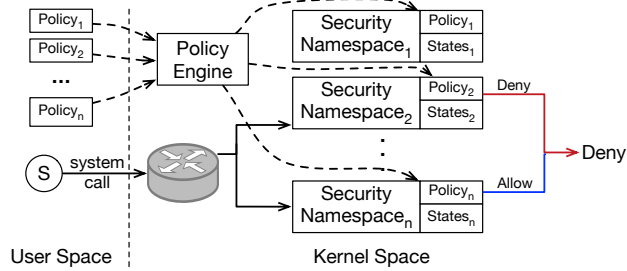 Policy₁
Policy₂
...
Policyₙ
Policy
Engine
Security
Namespace₁
Policy₁
States₁
Security
Namespace₂
Policy₂
States₂
Deny
:
Security
Namespaceₙ
Policyₙ
Statesₙ
Allow
Deny
S
system
call
User Space
Kernel Space